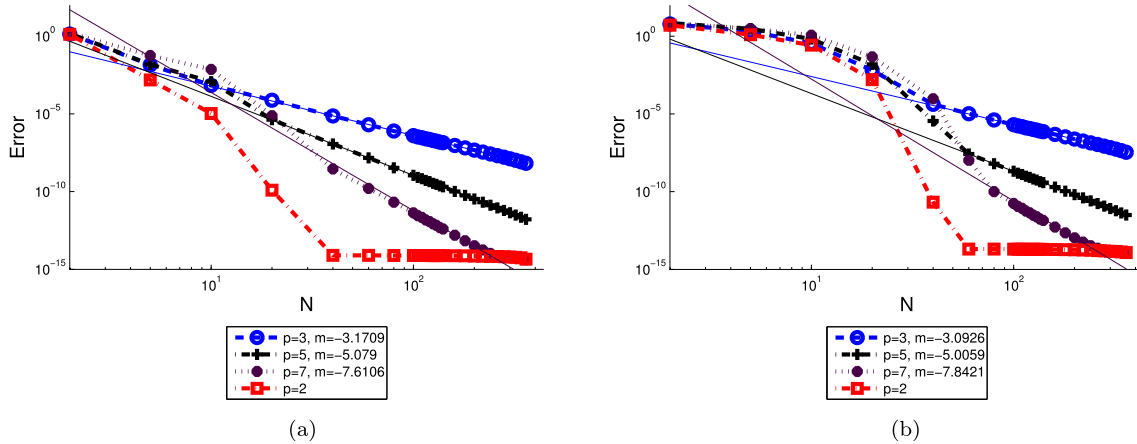 10^0
10^-5
10^-10
10^-15
Error
10^1
10^2
N
p=3, m=−3.1709
p=5, m=−5.079
p=7, m=−7.6106
p=2
(a)
10^0
10^-5
10^-10
10^-15
Error
10^1
10^2
N
p=3, m=−3.0926
p=5, m=−5.0059
p=7, m=−7.8421
p=2
(b)